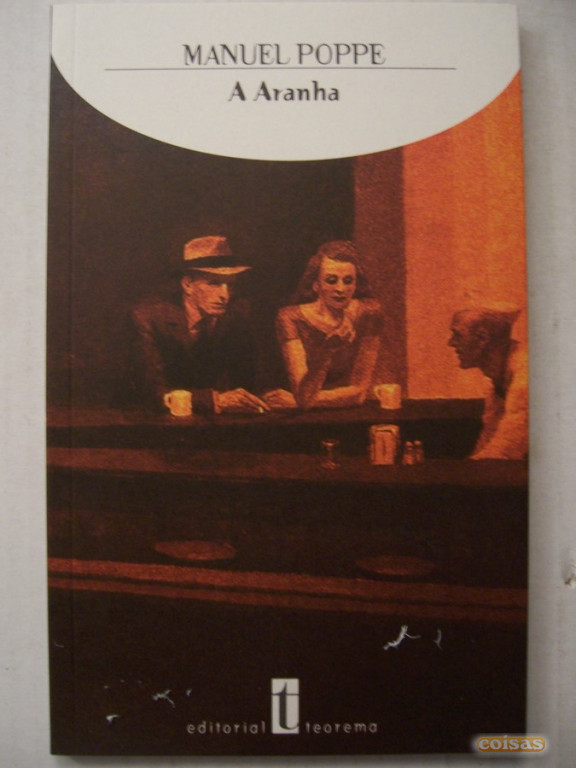 MANUEL POPPE
A Aranha
editorial t teorema
coisas